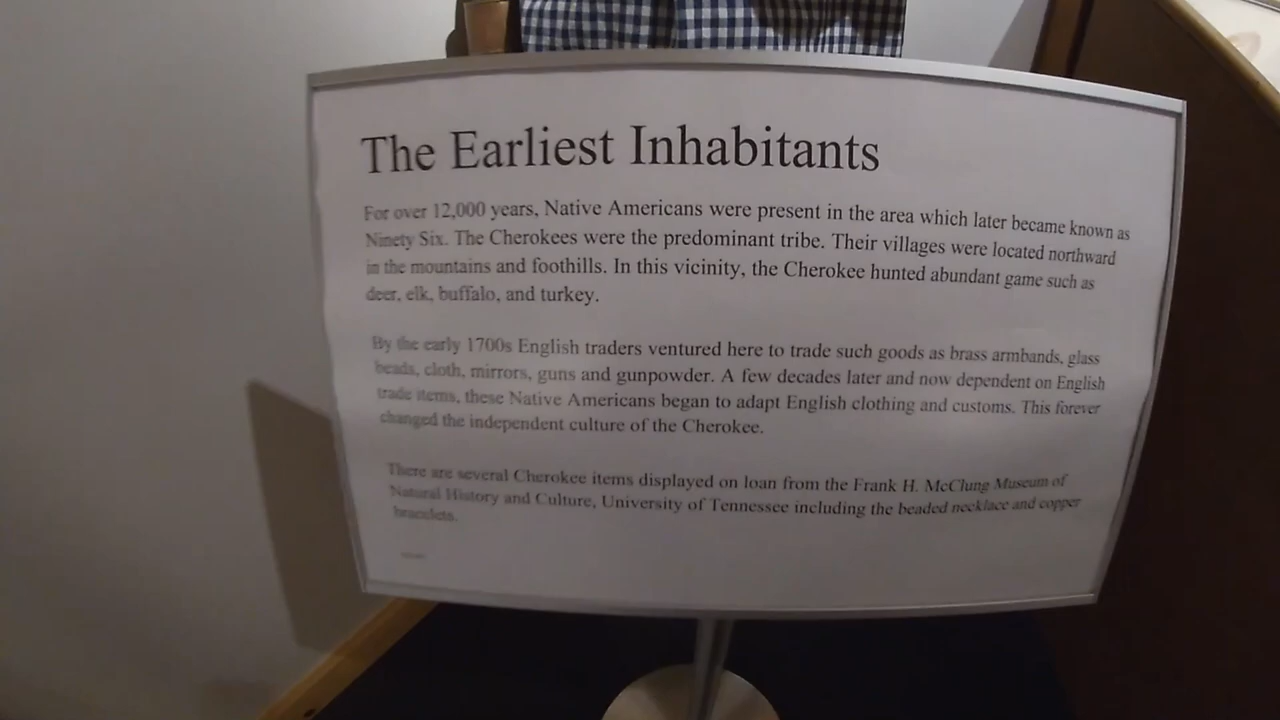 The Earliest Inhabitants
For over 12,000 years, Native Americans were present in the area which later became known as
Ninety Six. The Cherokees were the predominant tribe. Their villages were located northward
in the mountains and foothills. In this vicinity, the Cherokee hunted abundant game such as
deer, elk, buffalo, and turkey.
By the early 1700s English traders ventured here to trade such goods as brass armbands, glass
beads, cloth, mirrors, guns and gunpowder. A few decades later and now dependent on English
trade items, these Native Americans began to adapt English clothing and customs. This forever
changed the independent culture of the Cherokee.
There are several Cherokee items displayed on loan from the Frank H. McClung Museum of
Natural History and Culture, University of Tennessee including the beaded necklace and copper
bracelets.